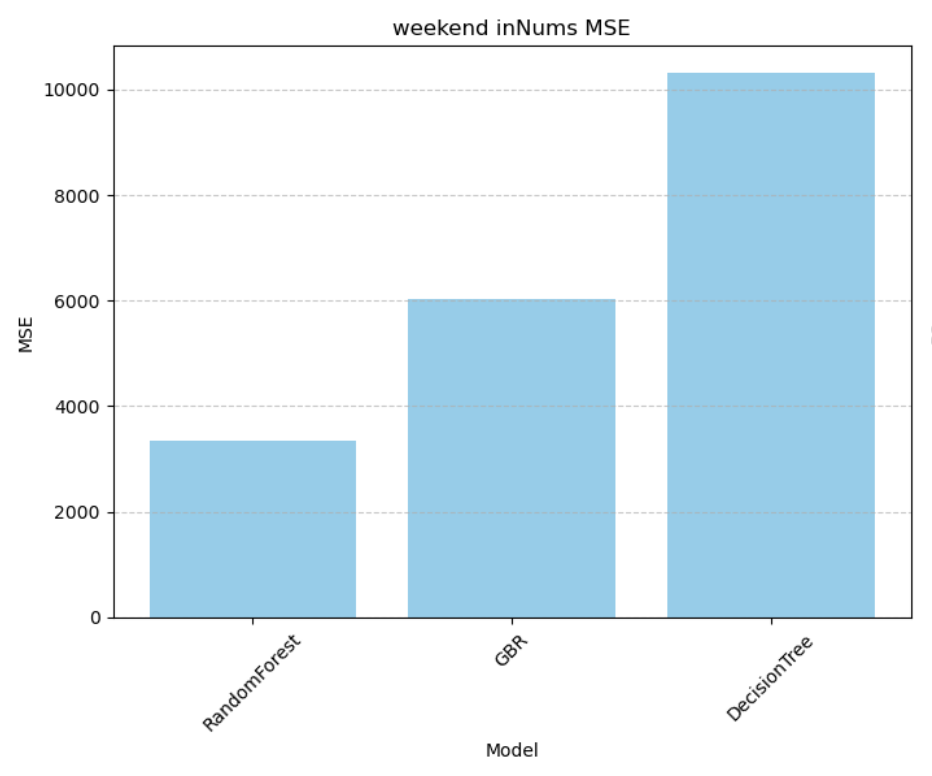 weekend inNums MSE
10000
8000
6000
4000
2000
0
MSE
RandomForest
GBR
DecisionTree
Model